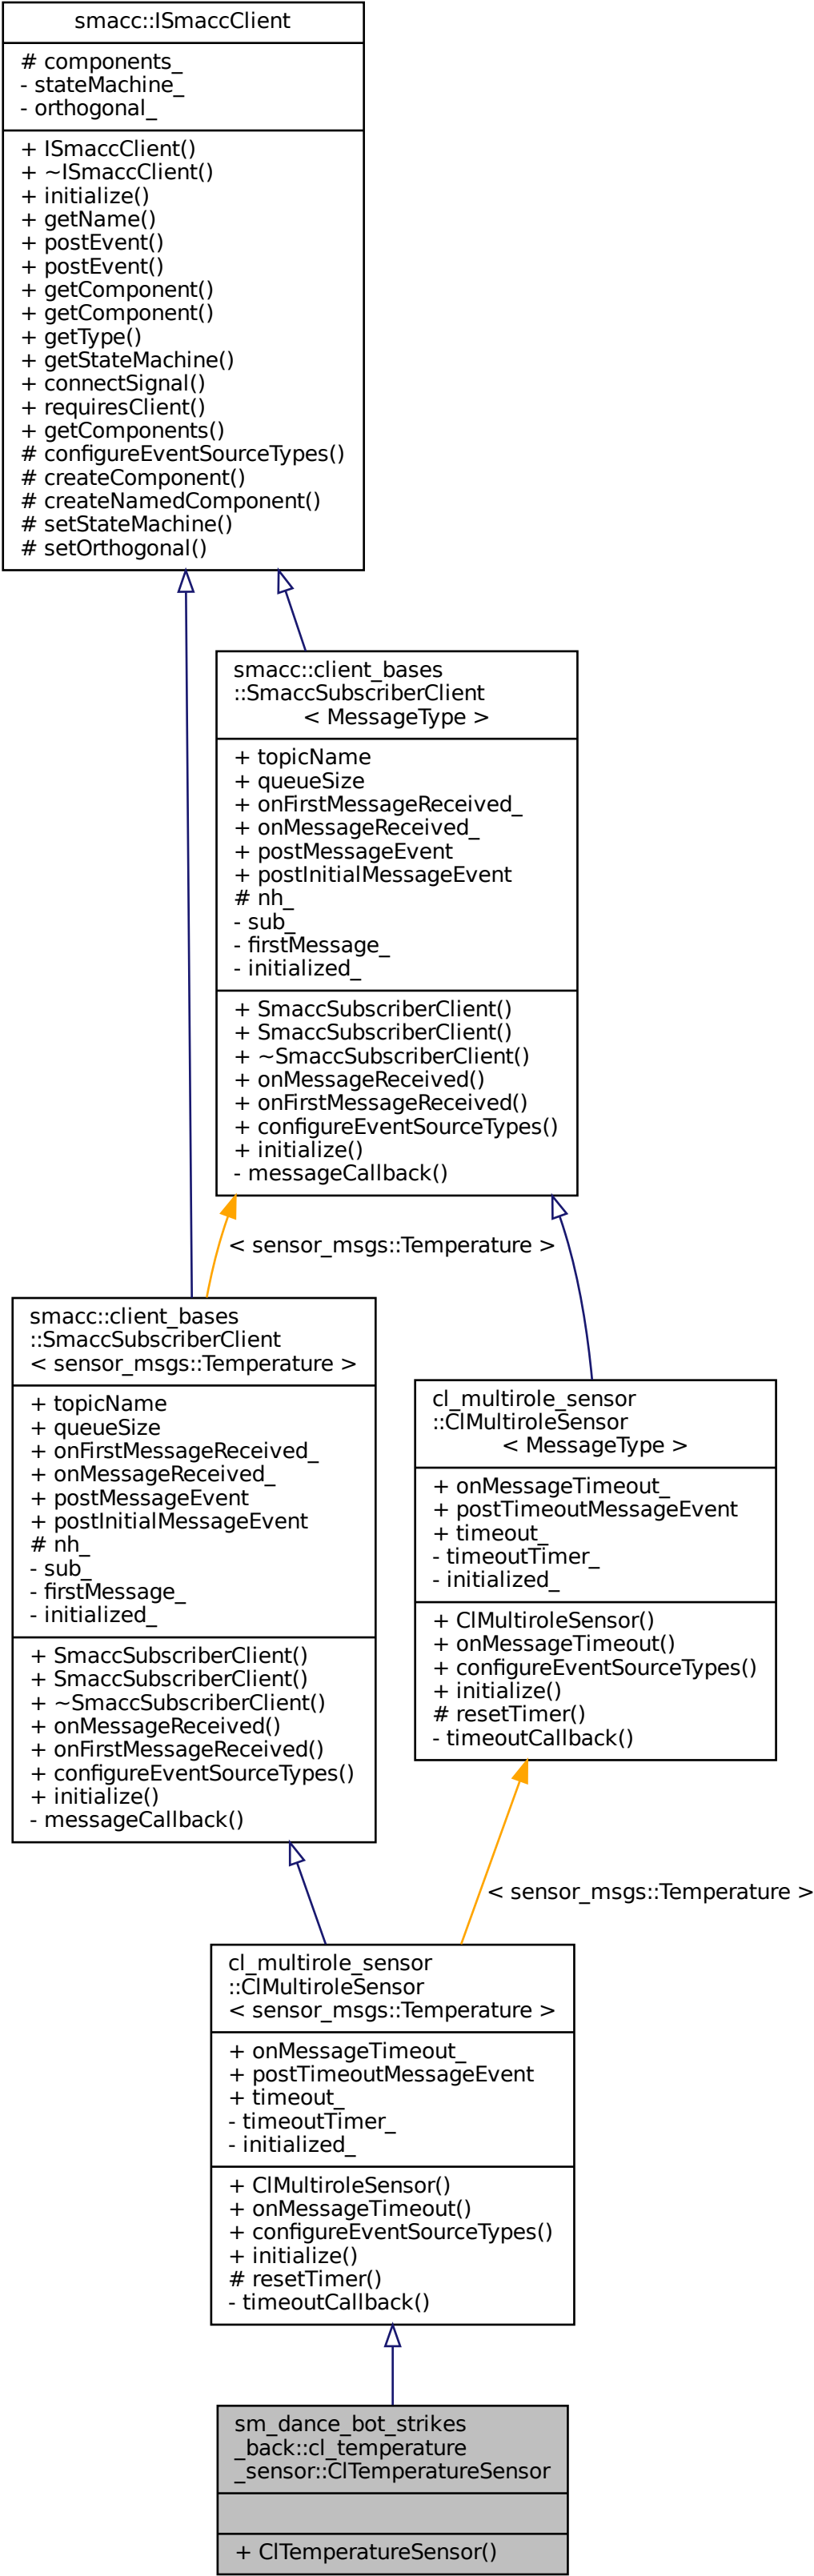 smacc::ISmaccClient
# components_
- stateMachine_
- orthogonal_
+ ISmaccClient()
+ ~ISmaccClient()
+ initialize()
+ getName()
+ postEvent()
+ postEvent()
+ getComponent()
+ getComponent()
+ getType()
+ getStateMachine()
+ connectSignal()
+ requiresClient()
+ getComponents()
# configureEventSourceTypes()
# createComponent()
# createNamedComponent()
# setStateMachine()
# setOrthogonal()
smacc::client_bases
::SmaccSubscriberClient
< MessageType >
+ topicName
+ queueSize
+ onFirstMessageReceived_
+ onMessageReceived_
+ postMessageEvent
+ postInitialMessageEvent
# nh_
- sub_
- firstMessage_
- initialized_
+ SmaccSubscriberClient()
+ SmaccSubscriberClient()
+ ~SmaccSubscriberClient()
+ onMessageReceived()
+ onFirstMessageReceived()
+ configureEventSourceTypes()
+ initialize()
- messageCallback()
< sensor_msgs::Temperature >
smacc::client_bases
::SmaccSubscriberClient
< sensor_msgs::Temperature >
+ topicName
+ queueSize
+ onFirstMessageReceived_
+ onMessageReceived_
+ postMessageEvent
+ postInitialMessageEvent
# nh_
- sub_
- firstMessage_
- initialized_
+ SmaccSubscriberClient()
+ SmaccSubscriberClient()
+ ~SmaccSubscriberClient()
+ onMessageReceived()
+ onFirstMessageReceived()
+ configureEventSourceTypes()
+ initialize()
- messageCallback()
cl_multirole_sensor
::ClMultiroleSensor
< MessageType >
+ onMessageTimeout_
+ postTimeoutMessageEvent
+ timeout_
- timeoutTimer_
- initialized_
+ ClMultiroleSensor()
+ onMessageTimeout()
+ configureEventSourceTypes()
+ initialize()
# resetTimer()
- timeoutCallback()
< sensor_msgs::Temperature >
cl_multirole_sensor
::ClMultiroleSensor
< sensor_msgs::Temperature >
+ onMessageTimeout_
+ postTimeoutMessageEvent
+ timeout_
- timeoutTimer_
- initialized_
+ ClMultiroleSensor()
+ onMessageTimeout()
+ configureEventSourceTypes()
+ initialize()
# resetTimer()
- timeoutCallback()
sm_dance_bot_strikes
_back::cl_temperature
_sensor::ClTemperatureSensor
+ ClTemperatureSensor()